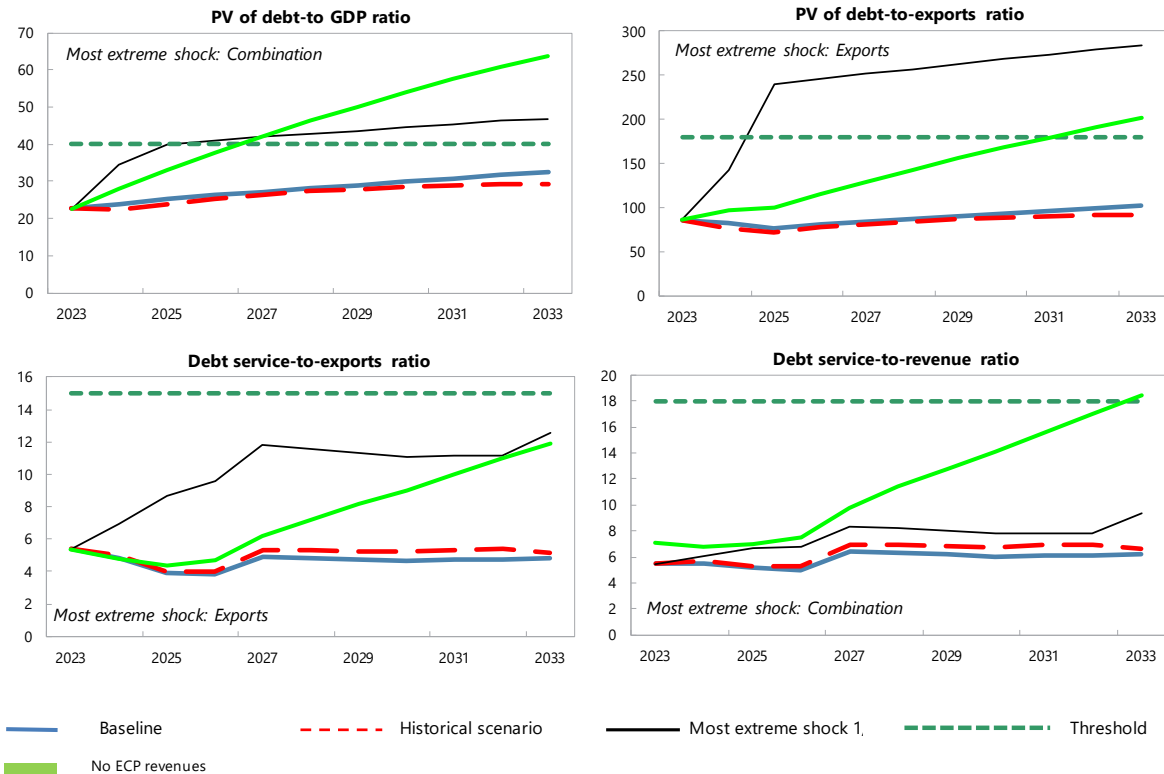 PV of debt-to GDP ratio
70
60
50
40
30
20
10
0
Most extreme shock: Combination
2023 2025 2027 2029 2031 2033
PV of debt-to-exports ratio
300
250
200
150
100
50
0
Most extreme shock: Exports
2023 2025 2027 2029 2031 2033
Debt service-to-exports ratio
16
14
12
10
8
6
4
2
0
Most extreme shock: Exports
2023 2025 2027 2029 2031 2033
Debt service-to-revenue ratio
20
18
16
14
12
10
8
6
4
2
0
Most extreme shock: Combination
2023 2025 2027 2029 2031 2033
Baseline
Historical scenario
Most extreme shock 1/
Threshold
No ECP revenues